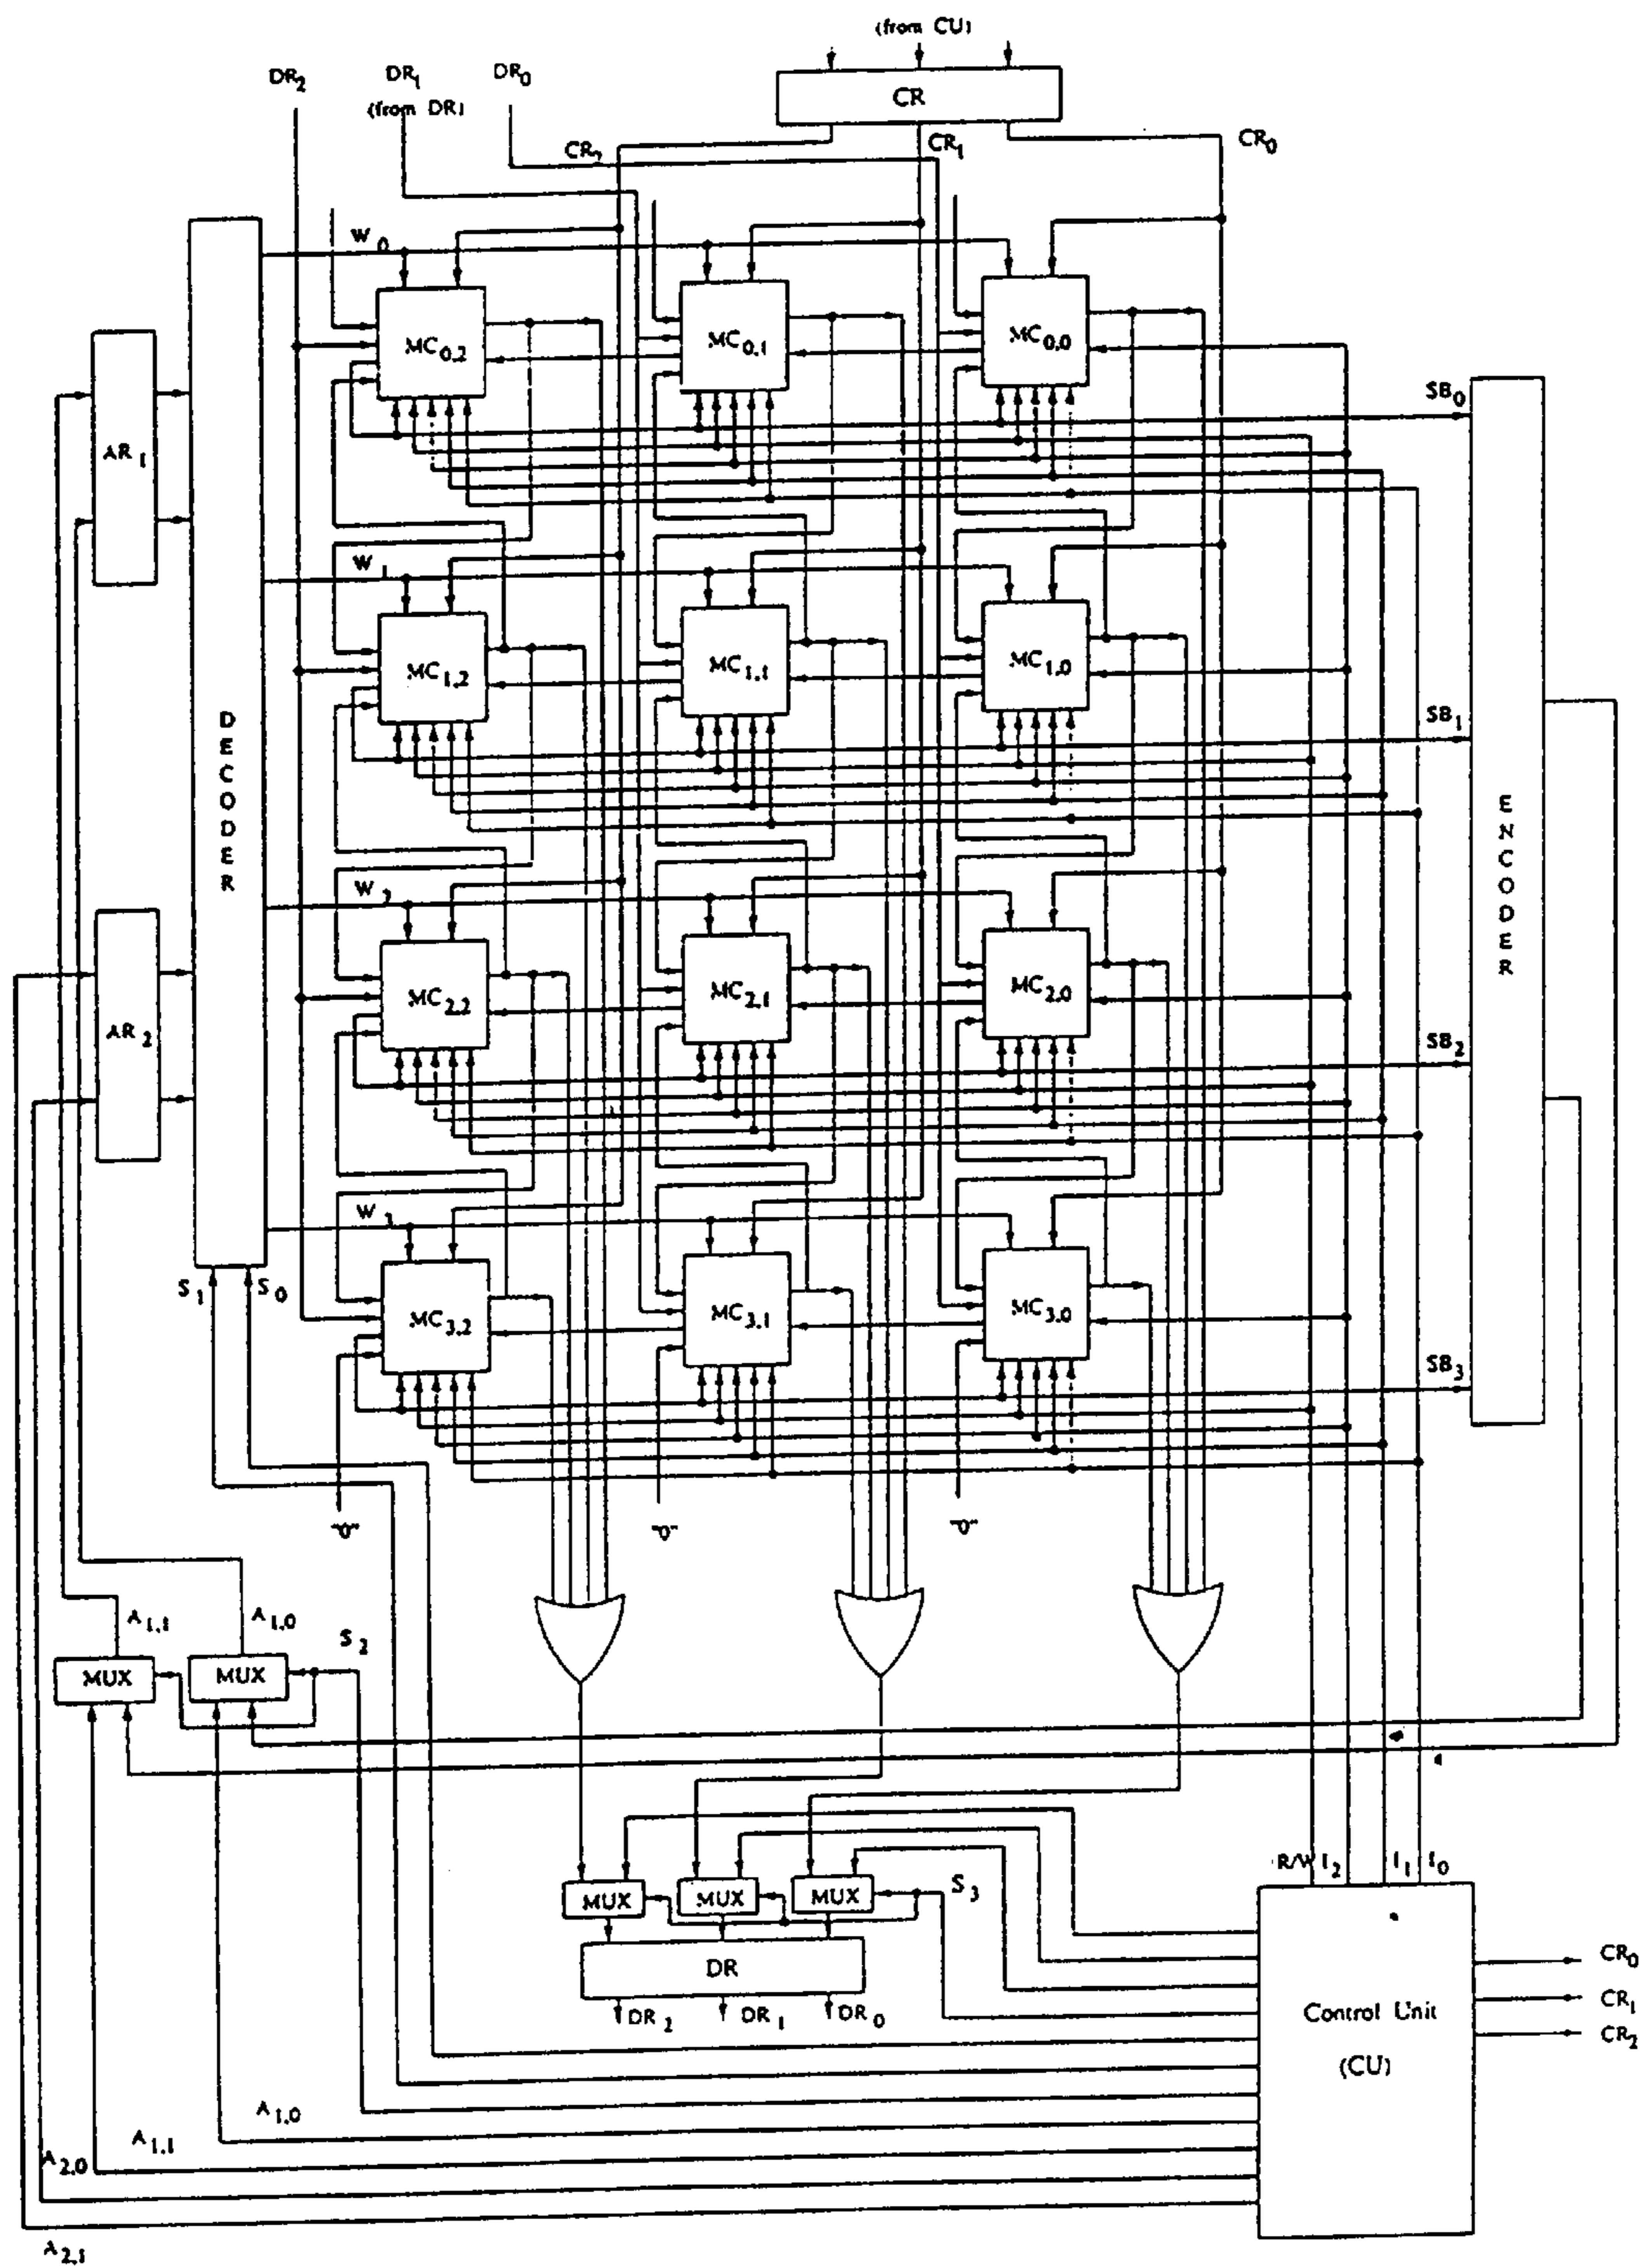 (from CU)
DR2 DR1 DR0
(from DR)
CR
CR2 CR1 CR0
W0
MC0,2 MC0,1 MC0,0
SB0
AR1
W1
MC1,2 MC1,1 MC1,0
SB1
DECODER
ENCODER
W2
MC2,2 MC2,1 MC2,0
AR2
SB2
W3
S1 S0
MC3,2 MC3,1 MC3,0
SB3
"0" "0" "0"
A1,1 A1,0 S2
MUX MUX
R/W I2 I1 I0
MUX MUX MUX S3
DR
DR2 DR1 DR0
Control Unit
(CU)
CR0
CR1
CR2
A1,0
A1,1
A2,0
A2,1